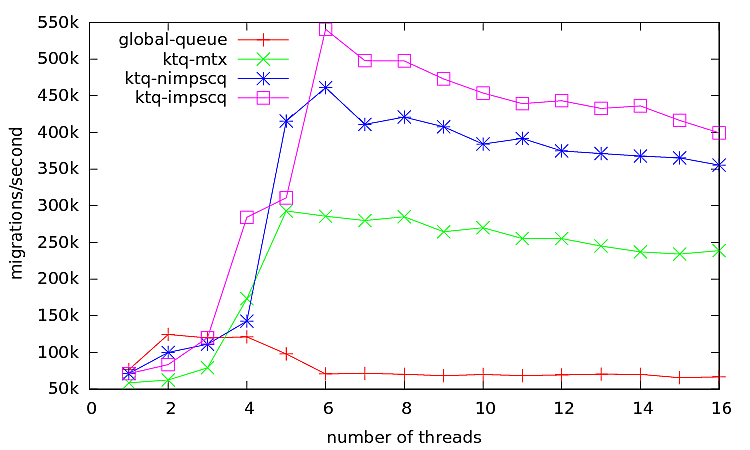 550k
500k
450k
400k
350k
300k
250k
200k
150k
100k
50k
migrations/second
global-queue
ktq-mtx
ktq-nimpscq
ktq-impscq
0 2 4 6 8 10 12 14 16
number of threads